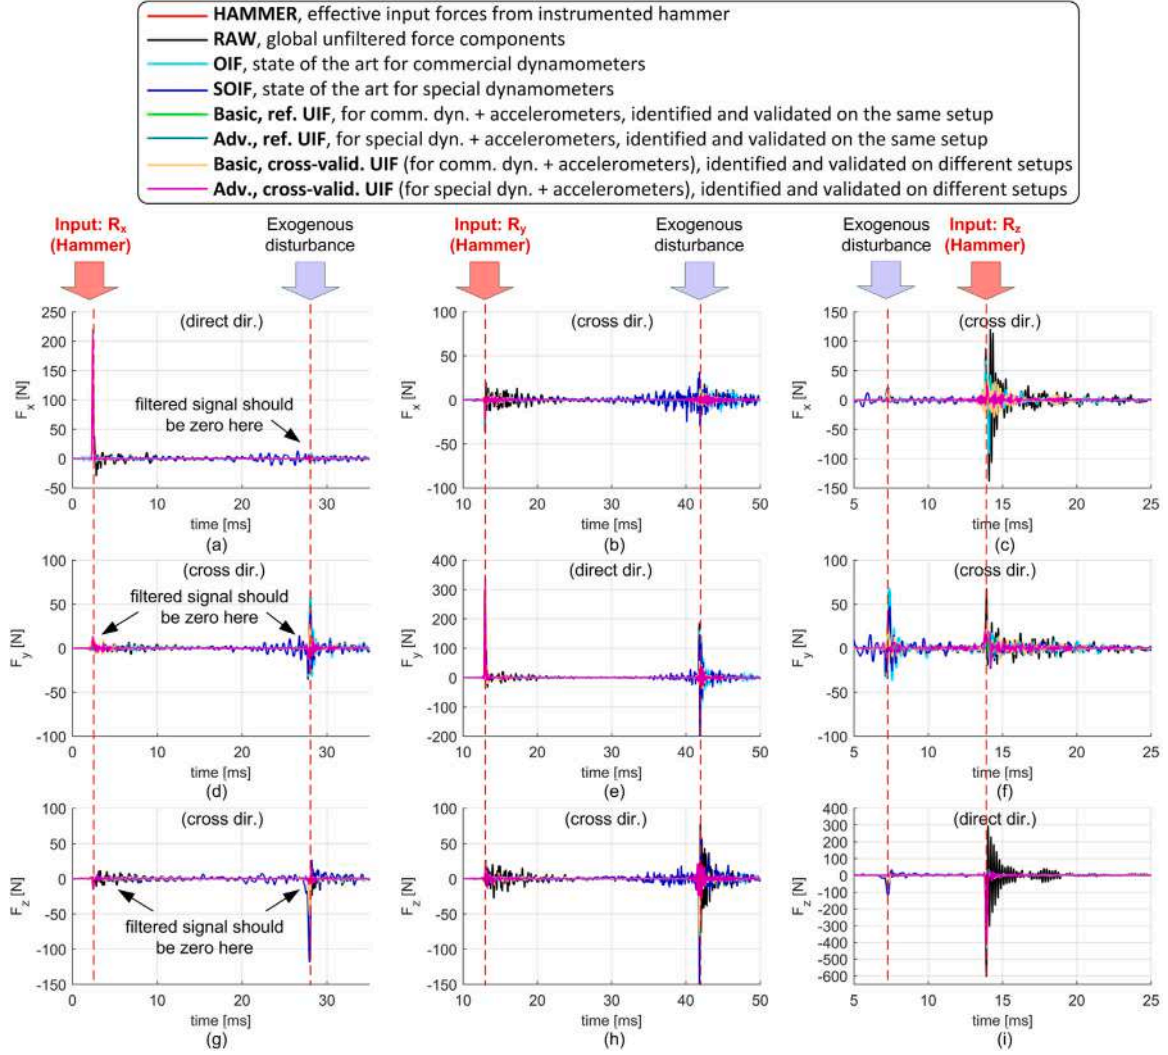 HAMMER, effective input forces from instrumented hammer
RAW, global unfiltered force components
OIF, state of the art for commercial dynamometers
SOIF, state of the art for special dynamometers
Basic, ref. UIF, for comm. dyn. + accelerometers, identified and validated on the same setup
Adv., ref. UIF, for special dyn. + accelerometers, identified and validated on the same setup
Basic, cross-valid. UIF (for comm. dyn. + accelerometers), identified and validated on different setups
Adv., cross-valid. UIF (for special dyn. + accelerometers), identified and validated on different setups
Input: Rx
(Hammer)
Exogenous
disturbance
Input: Ry
(Hammer)
Exogenous
disturbance
Exogenous
disturbance
Input: Rz
(Hammer)
250
200
150
100
50
0
-50
Fx [N]
(direct dir.)
filtered signal should
be zero here
0 10 20 30
time [ms]
(a)
100
50
0
-50
-100
Fx [N]
(cross dir.)
10 20 30 40 50
time [ms]
(b)
150
100
50
0
-50
-100
-150
Fx [N]
(cross dir.)
5 10 15 20 25
time [ms]
(c)
100
50
0
-50
-100
Fy [N]
(cross dir.)
filtered signal should
be zero here
0 10 20 30
time [ms]
(d)
400
300
200
100
0
-100
-200
Fy [N]
(direct dir.)
10 20 30 40 50
time [ms]
(e)
100
50
0
-50
-100
Fy [N]
(cross dir.)
5 10 15 20 25
time [ms]
(f)
100
50
0
-50
-100
-150
Fz [N]
(cross dir.)
filtered signal should
be zero here
0 10 20 30
time [ms]
(g)
100
50
0
-50
-100
-150
Fz [N]
(cross dir.)
10 20 30 40 50
time [ms]
(h)
400
300
200
100
0
-100
-200
-300
-400
-500
-600
Fz [N]
(direct dir.)
5 10 15 20 25
time [ms]
(i)